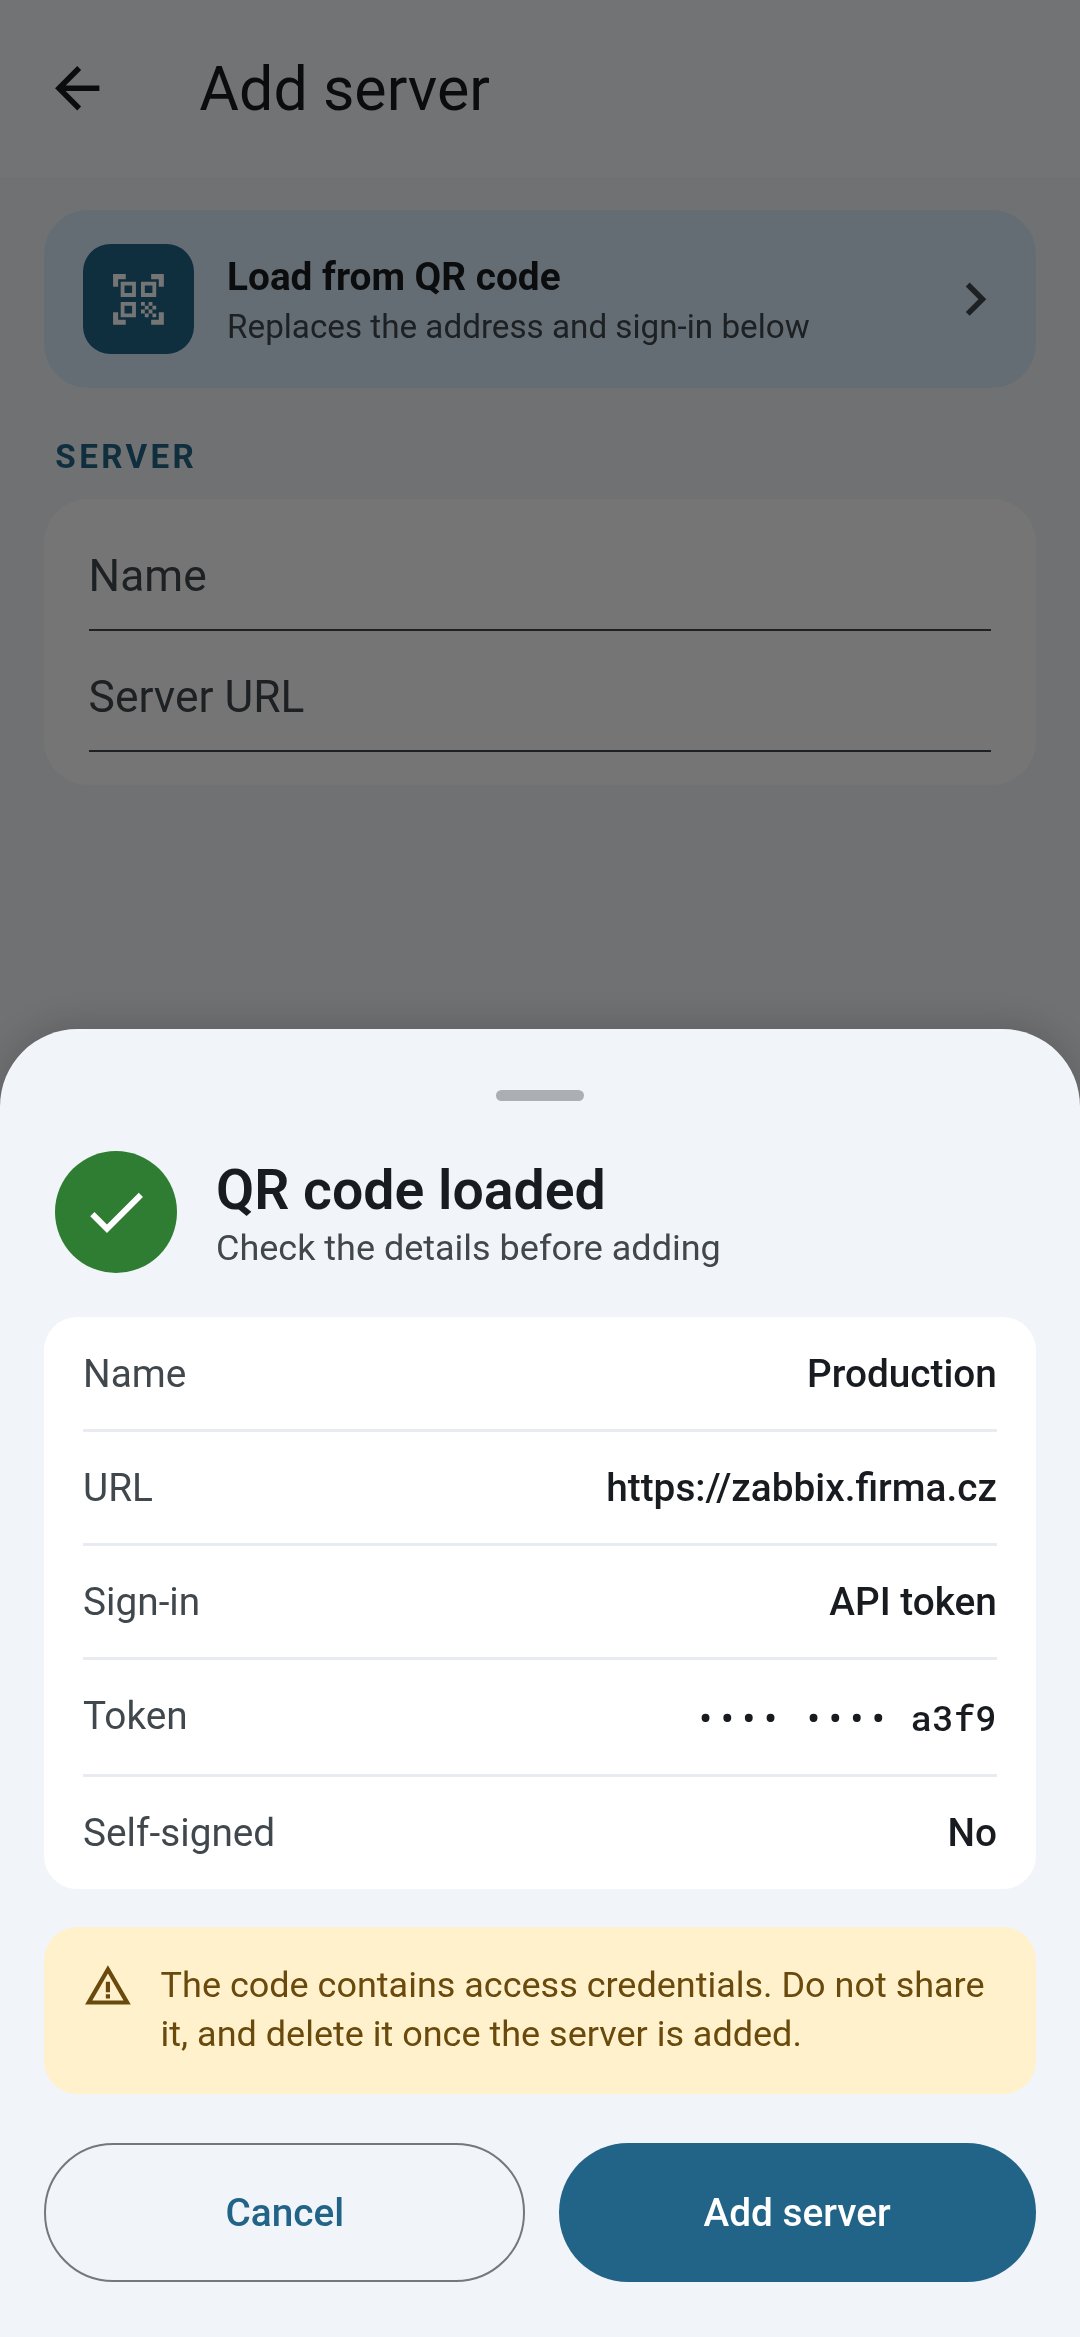 Add server
Load from QR code
Replaces the address and sign-in below
SERVER
Name
Server URL
QR code loaded
Check the details before adding
Name Production
URL https://zabbix.firma.cz
Sign-in API token
Token •••• •••• a3f9
Self-signed No
The code contains access credentials. Do not share
it, and delete it once the server is added.
Cancel Add server